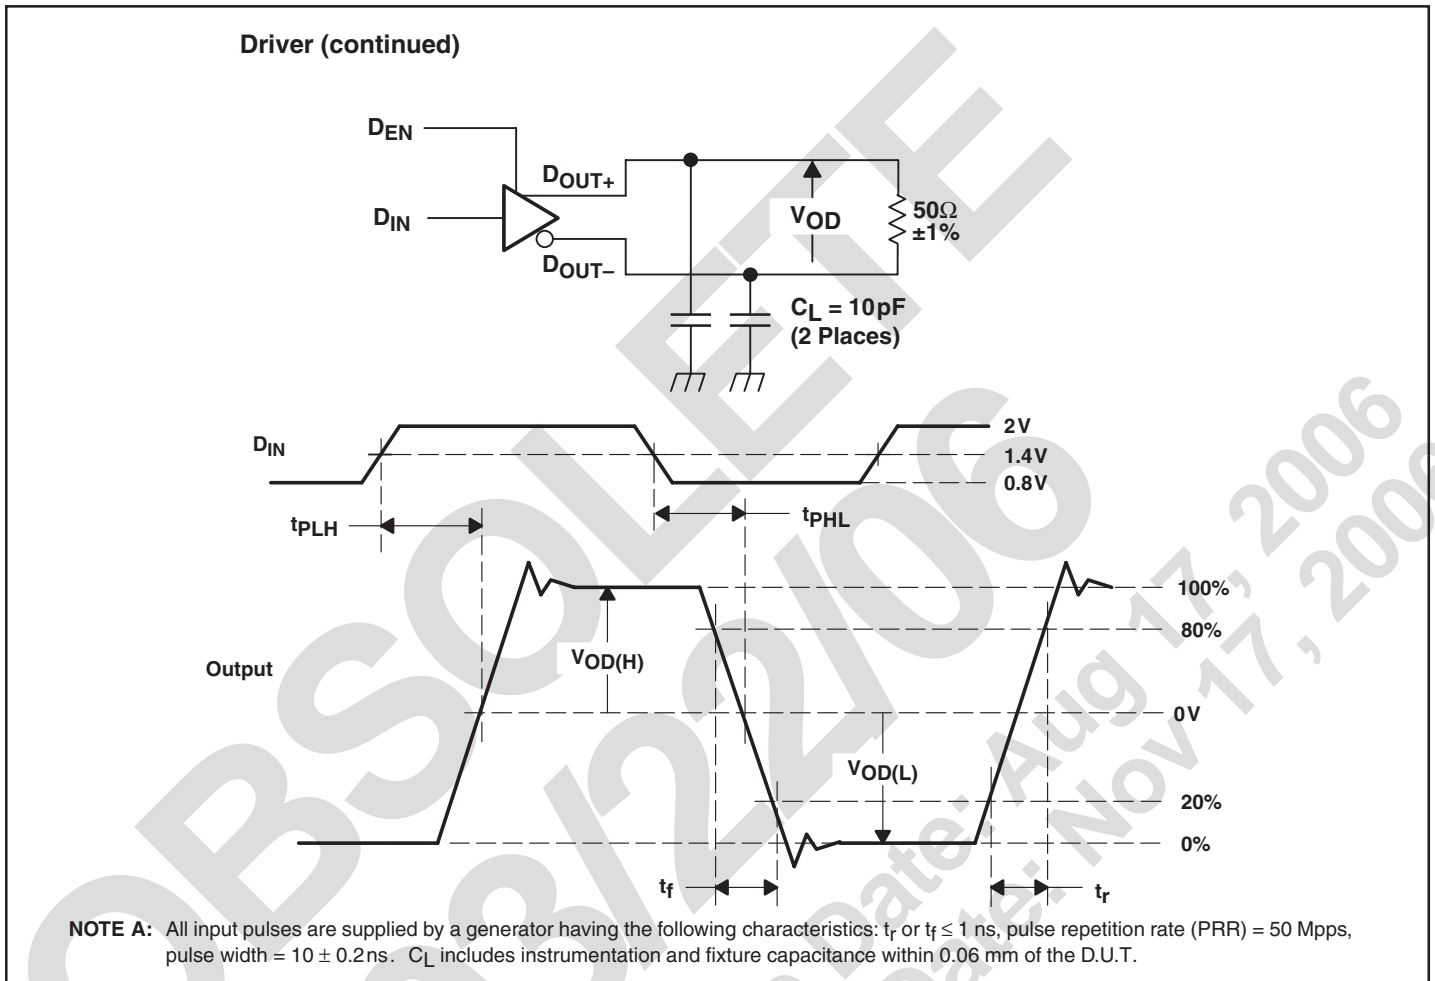 Driver (continued)
DEN
DOUT+
DIN
DOUT–
VOD
50Ω
±1%
CL = 10pF
(2 Places)
DIN
2V
1.4V
0.8V
tPLH
tPHL
100%
80%
VOD(H)
Output
0V
VOD(L)
20%
0%
tf
tr
NOTE A: All input pulses are supplied by a generator having the following characteristics: tr or tf ≤ 1 ns, pulse repetition rate (PRR) = 50 Mpps,
pulse width = 10 ± 0.2ns. CL includes instrumentation and fixture capacitance within 0.06 mm of the D.U.T.
OBSOLETE
03/22/06
Date: Aug 17, 2006
Date: Nov 17, 2006